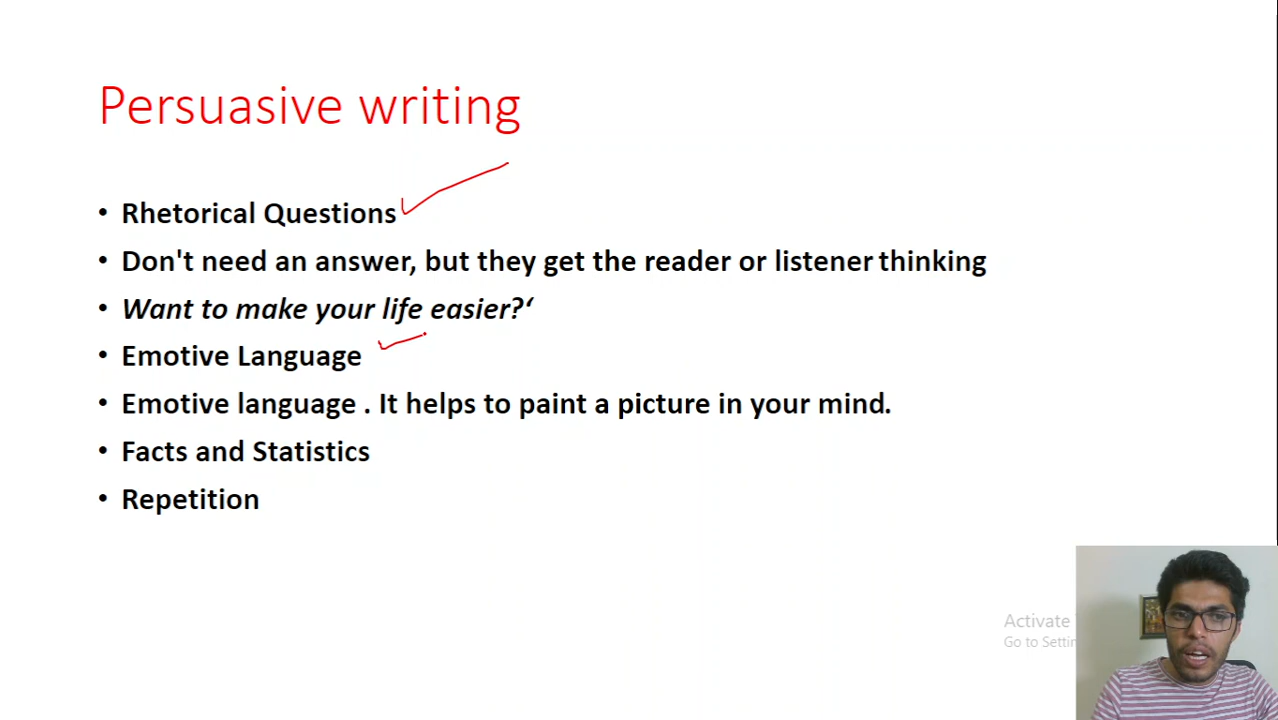 Persuasive writing
• Rhetorical Questions
• Don't need an answer, but they get the reader or listener thinking
• Want to make your life easier?‘
• Emotive Language
• Emotive language . It helps to paint a picture in your mind.
• Facts and Statistics
• Repetition
Activate
Go to Settin